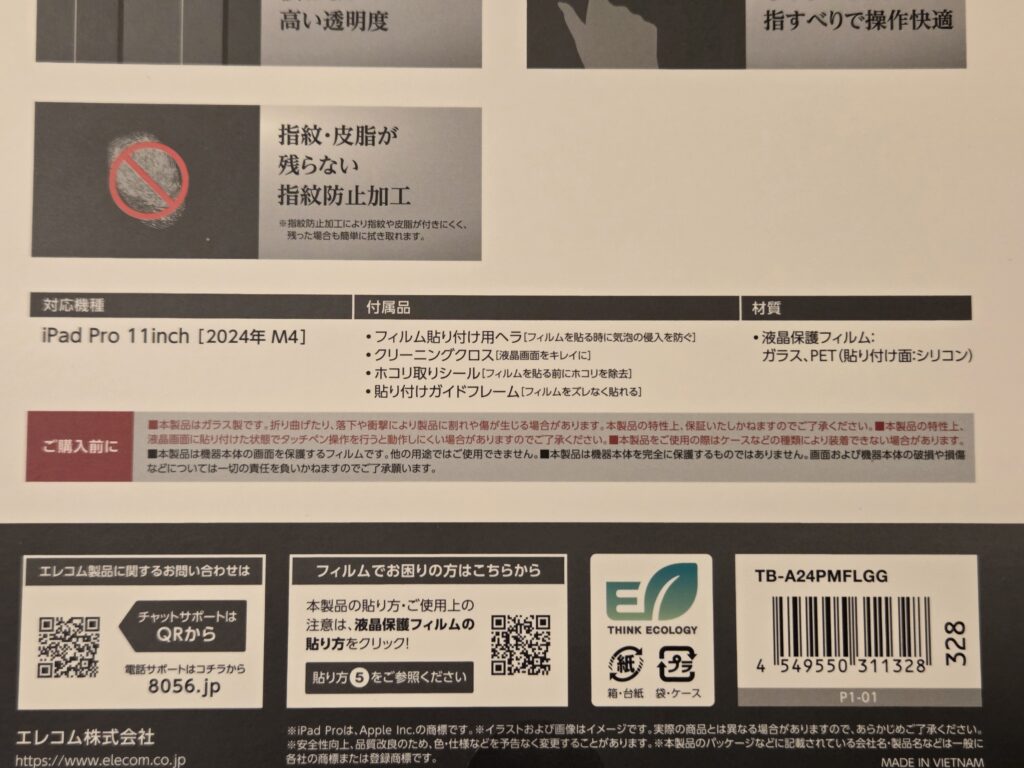 高い透明度
指すべりで操作快適
指紋・皮脂が
残らない
指紋防止加工
※指紋防止加工により指紋や皮脂が付きにくく、
残った場合も簡単に拭き取れます。
対応機種
付属品
材質
iPad Pro 11inch [2024年 M4]
・フィルム貼り付け用ヘラ[フィルムを貼る時に気泡の侵入を防ぐ]
・クリーニングクロス[液晶画面をキレイに]
・ホコリ取りシール[フィルムを貼る前にホコリを除去]
・貼り付けガイドフレーム[フィルムをズレなく貼れる]
・液晶保護フィルム:
ガラス、PET(貼り付け面:シリコン)
ご購入前に
■本製品はガラス製です。折り曲げたり、落下や衝撃により製品に割れや傷が生じる場合があります。本製品の特性上、保証いたしかねますのでご了承ください。■本製品の特性上、
液晶画面に貼り付けた状態でタッチペン操作を行うと動作しにくい場合がありますのでご了承ください。■本製品をご使用の際はケースなどの種類により装着できない場合があります。
■本製品は機器本体の画面を保護するフィルムです。他の用途ではご使用できません。■本製品は機器本体を完全に保護するものではありません。画面および機器本体の破損や損傷
などについては一切の責任を負いかねますのでご了承願います。
エレコム製品に関するお問い合わせは
チャットサポートは
QRから
電話サポートはコチラから
8056.jp
フィルムでお困りの方はこちらから
本製品の貼り方・ご使用上の
注意は、液晶保護フィルムの
貼り方をクリック!
貼り方5をご参照ください
THINK ECOLOGY
紙
プラ
箱・台紙
袋・ケース
TB-A24PMFLGG
4 549550 311328
328
P1-01
エレコム株式会社
https://www.elecom.co.jp
※iPad Proは、Apple Inc.の商標です。※イラストおよび画像はイメージです。実際の商品とは異なる場合がありますので、あらかじめご了承ください。
※安全性向上、品質改良のため、色・仕様などを予告なく変更することがあります。※本製品のパッケージなどに記載されている会社名・製品名などは一般に
各社の商標または登録商標です。
MADE IN VIETNAM